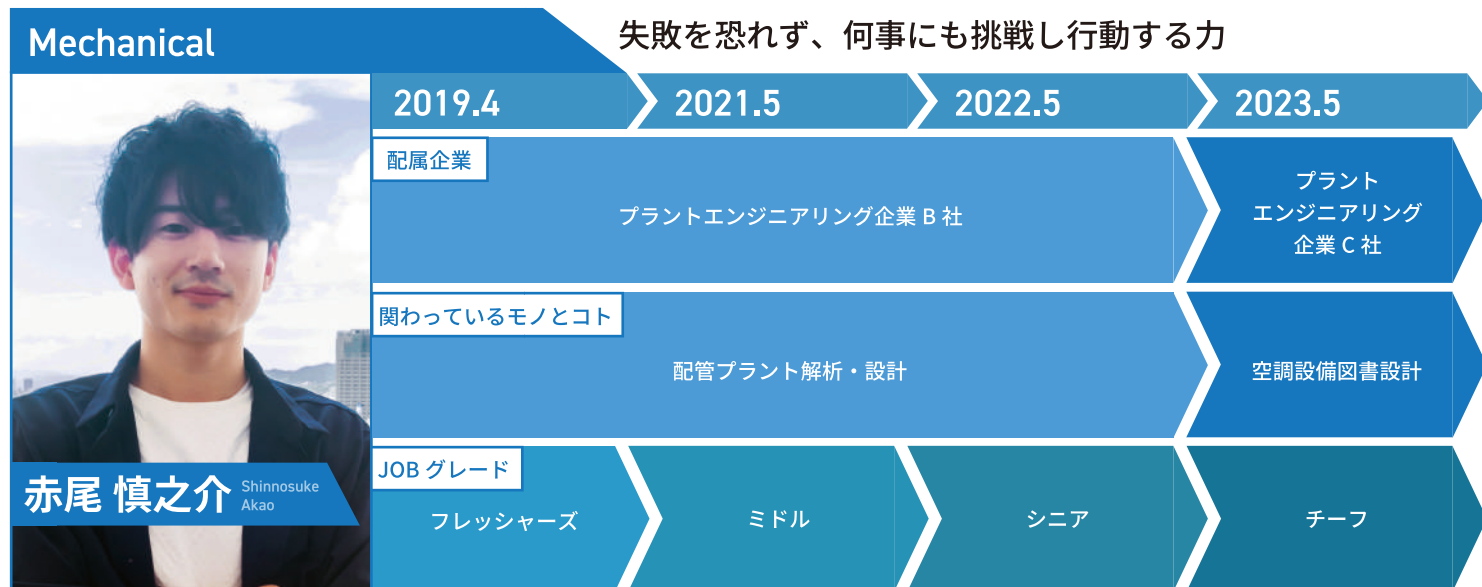 Mechanical
失敗を恐れず、何事にも挑戦し行動する力
2019.4
2021.5
2022.5
2023.5
配属企業
プラントエンジニアリング企業 B 社
プラント
エンジニアリング
企業 C 社
関わっているモノとコト
配管プラント解析・設計
空調設備図書設計
JOB グレード
フレッシャーズ
ミドル
シニア
チーフ
赤尾 慎之介
Shinnosuke
Akao